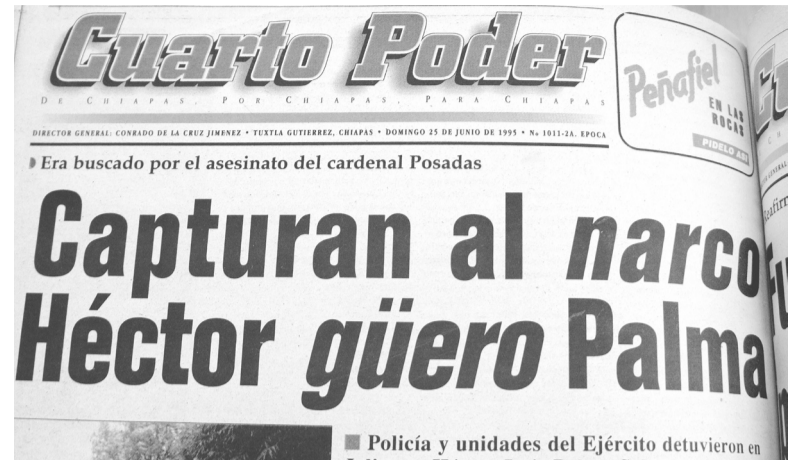 Cuarto Poder
DE CHIAPAS, POR CHIAPAS, PARA CHIAPAS
DIRECTOR GENERAL: CONRADO DE LA CRUZ JIMENEZ • TUXTLA GUTIERREZ, CHIAPAS • DOMINGO 25 DE JUNIO DE 1995 • No 1011-2A. EPOCA
Peñafiel
EN LAS
ROCAS
PIDELO ASI
Era buscado por el asesinato del cardenal Posadas
Capturan al narco
Héctor güero Palma
Policía y unidades del Ejército detuvieron en